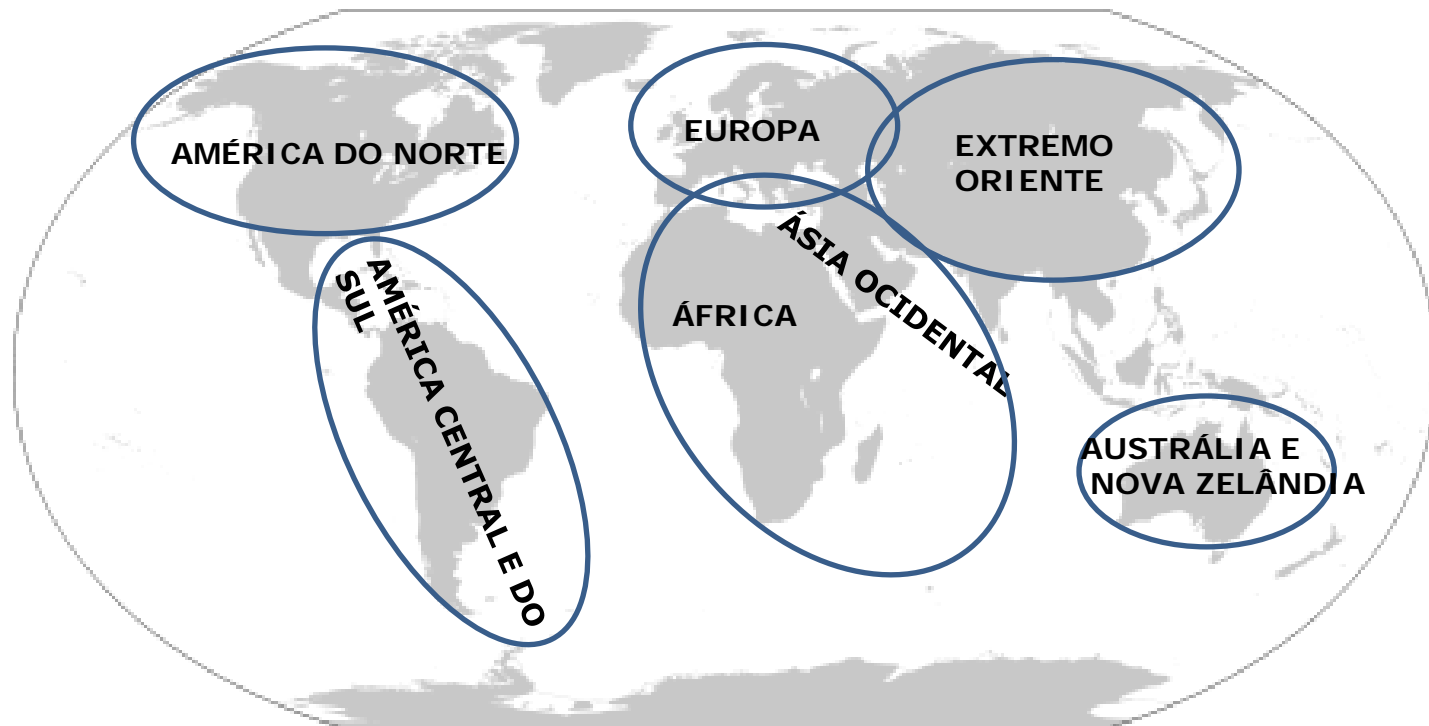 AMÉRICA DO NORTE
EUROPA
EXTREMO
ORIENTE
ÁSIA OCIDENTAL
ÁFRICA
AMÉRICA CENTRAL E DO
SUL
AUSTRÁLIA E
NOVA ZELÂNDIA